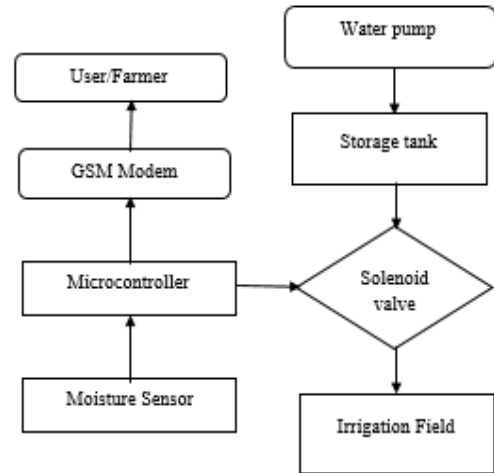 Water pump
User/Farmer
Storage tank
GSM Modem
Microcontroller
Solenoid
valve
Moisture Sensor
Irrigation Field